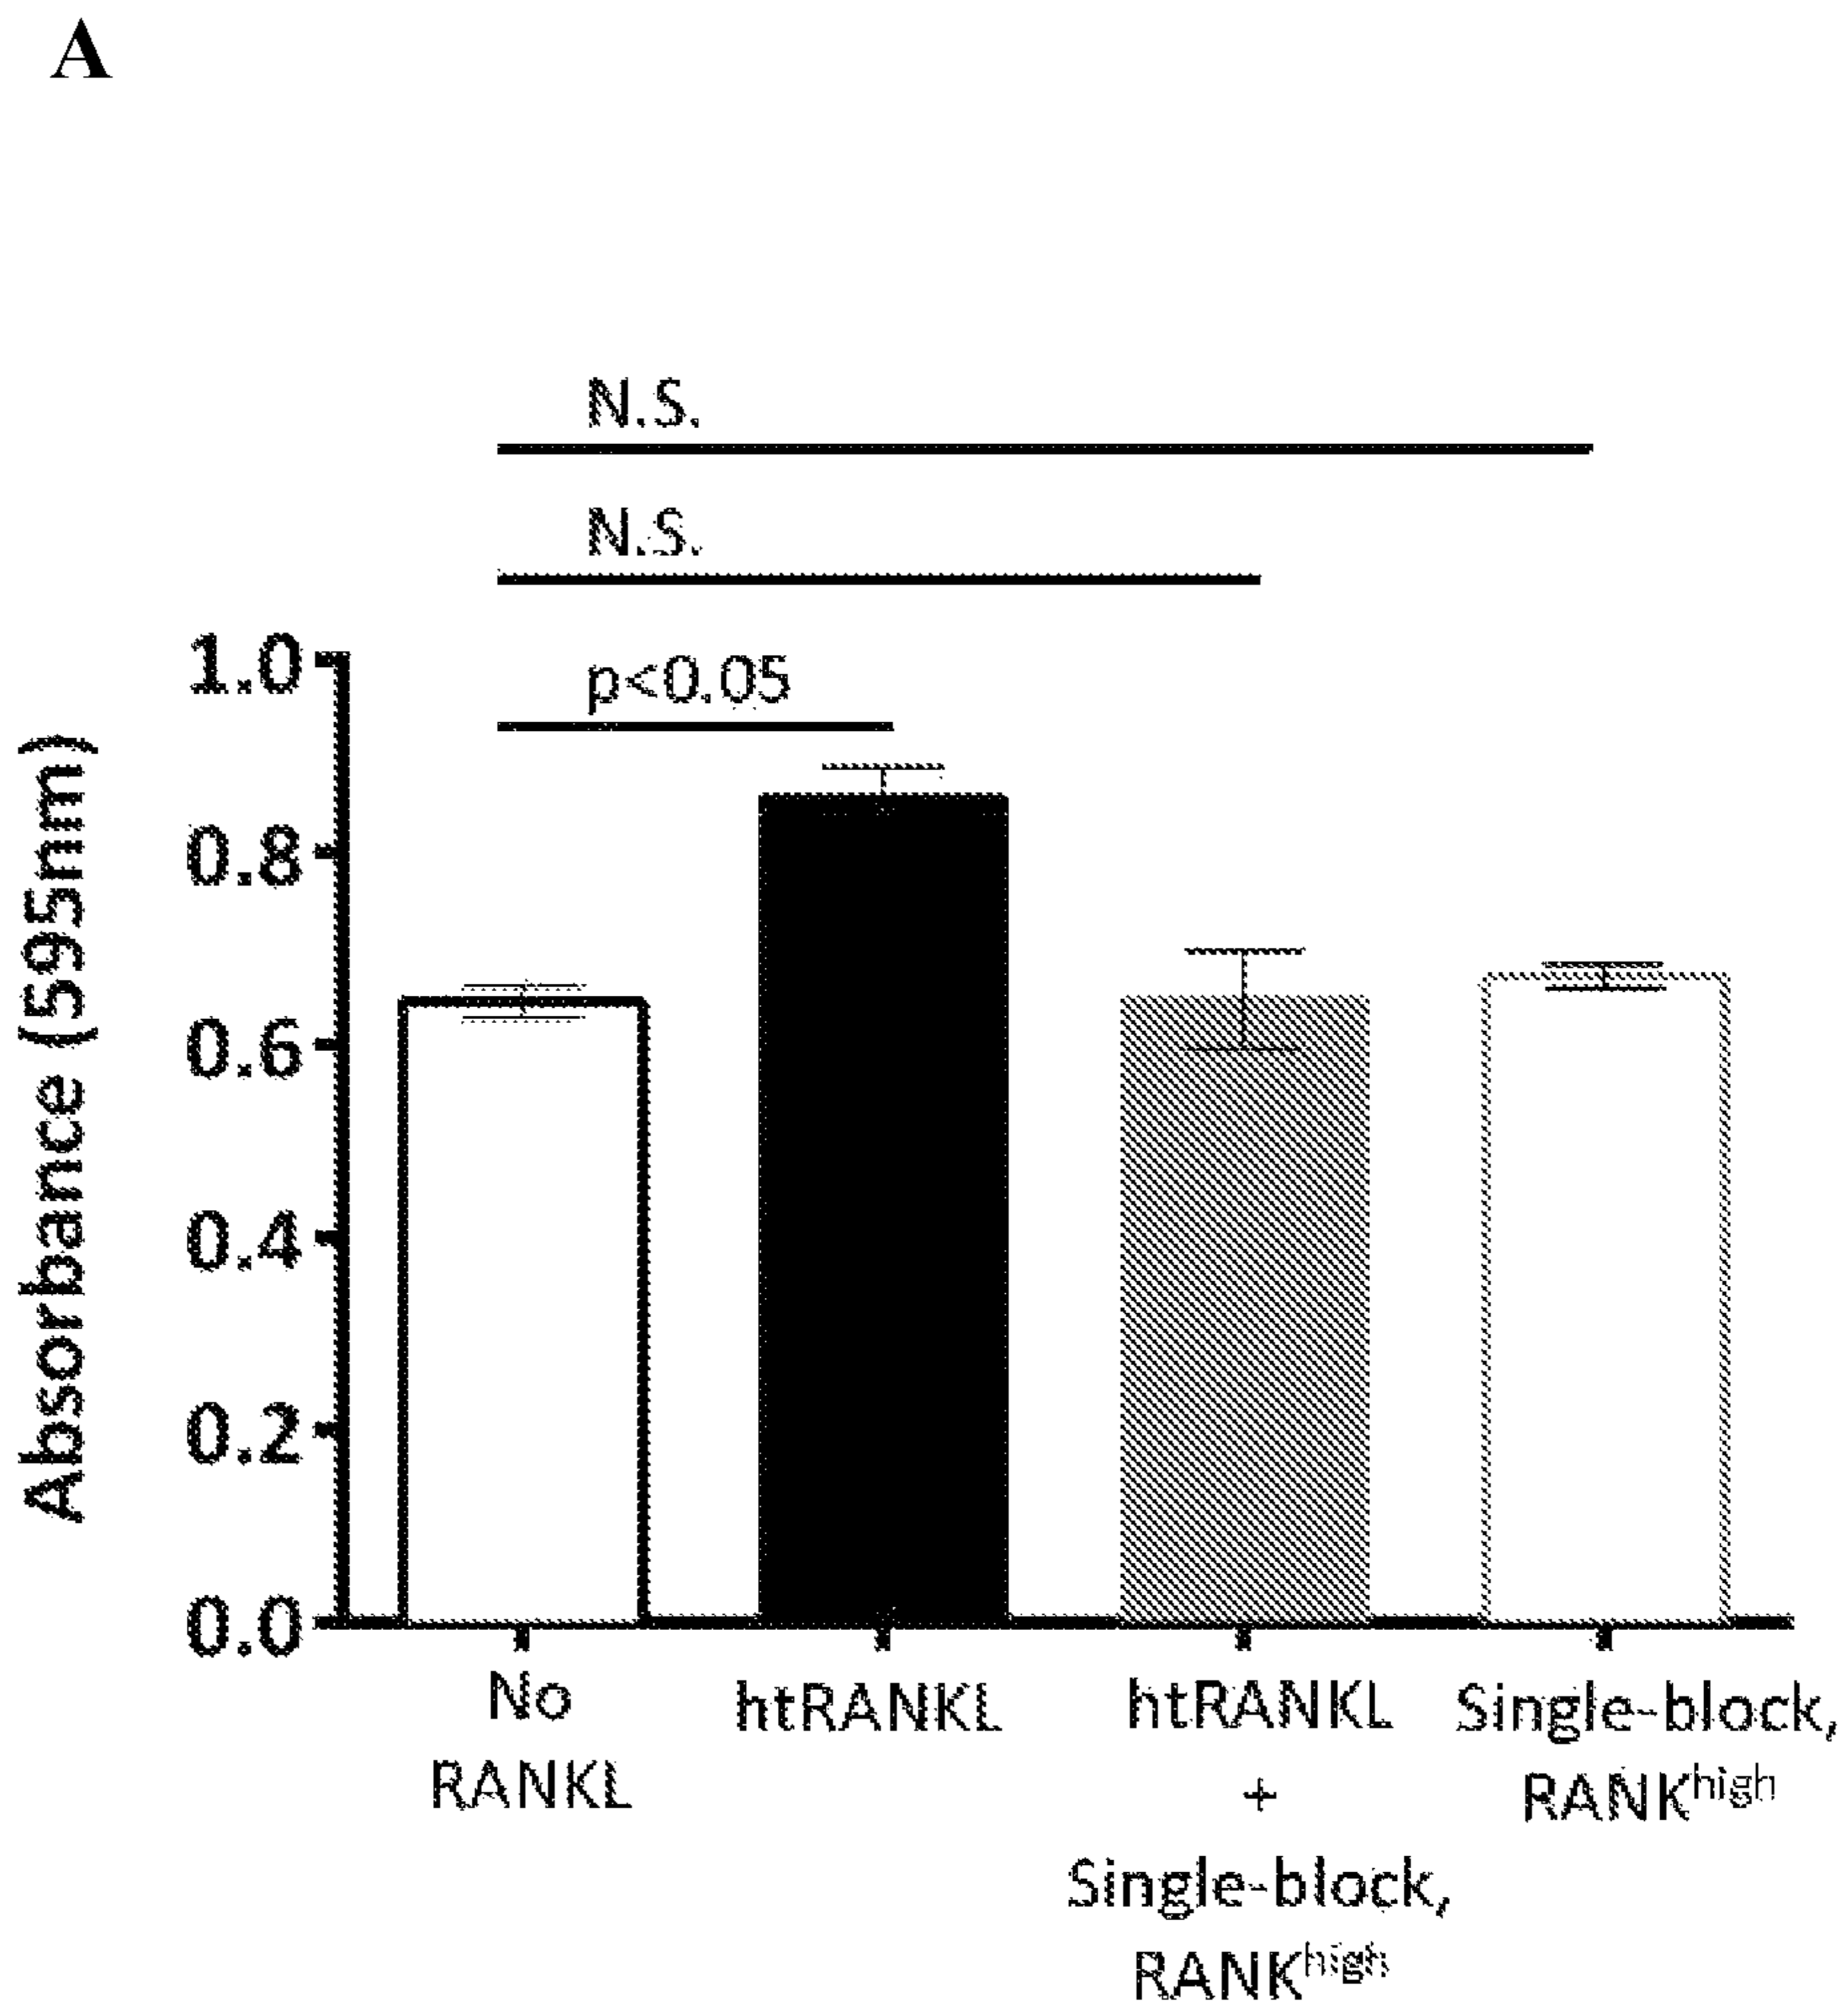 A
N.S.
N.S.
p<0.05
1.0
0.8
0.6
0.4
0.2
0.0
Absorbance (595nm)
No
RANKL
htRANKL
htRANKL
+
Single-block,
RANKhigh
Single-block,
RANKhigh